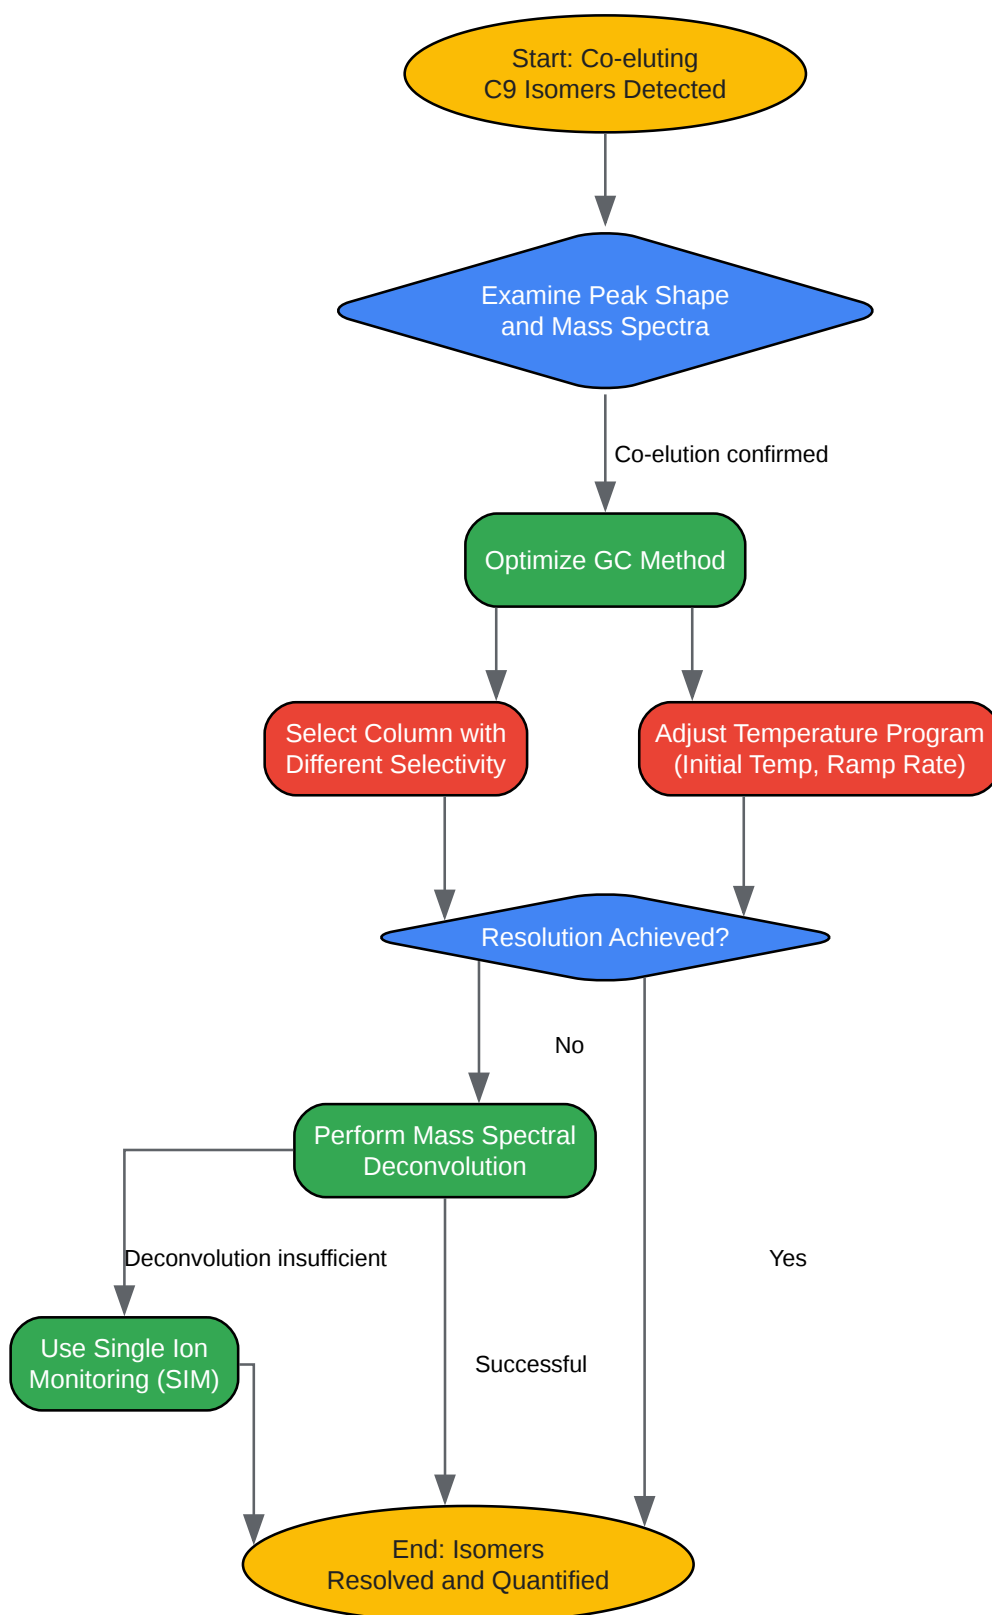 Start: Co-eluting
C9 Isomers Detected
Examine Peak Shape
and Mass Spectra
Co-elution confirmed
Optimize GC Method
Select Column with
Different Selectivity
Adjust Temperature Program
(Initial Temp, Ramp Rate)
Resolution Achieved?
No
Perform Mass Spectral
Deconvolution
Deconvolution insufficient
Yes
Use Single Ion
Monitoring (SIM)
Successful
End: Isomers
Resolved and Quantified